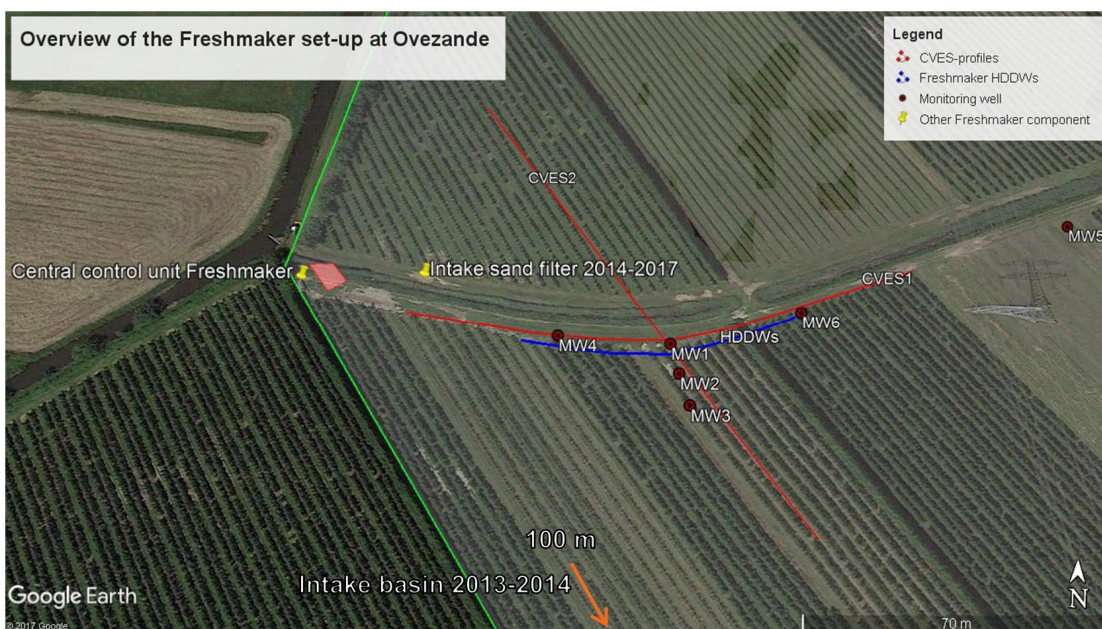 Overview of the Freshmaker set-up at Ovezande
Legend
CVES-profiles
Freshmaker HDDWs
Monitoring well
Other Freshmaker component
CVES2
MW5
Central control unit Freshmaker
Intake sand filter 2014-2017
CVES1
MW6
HDDWs
MW4
MW1
MW2
MW3
100 m
Intake basin 2013-2014
Google Earth
N
© 2017 Google
70 m